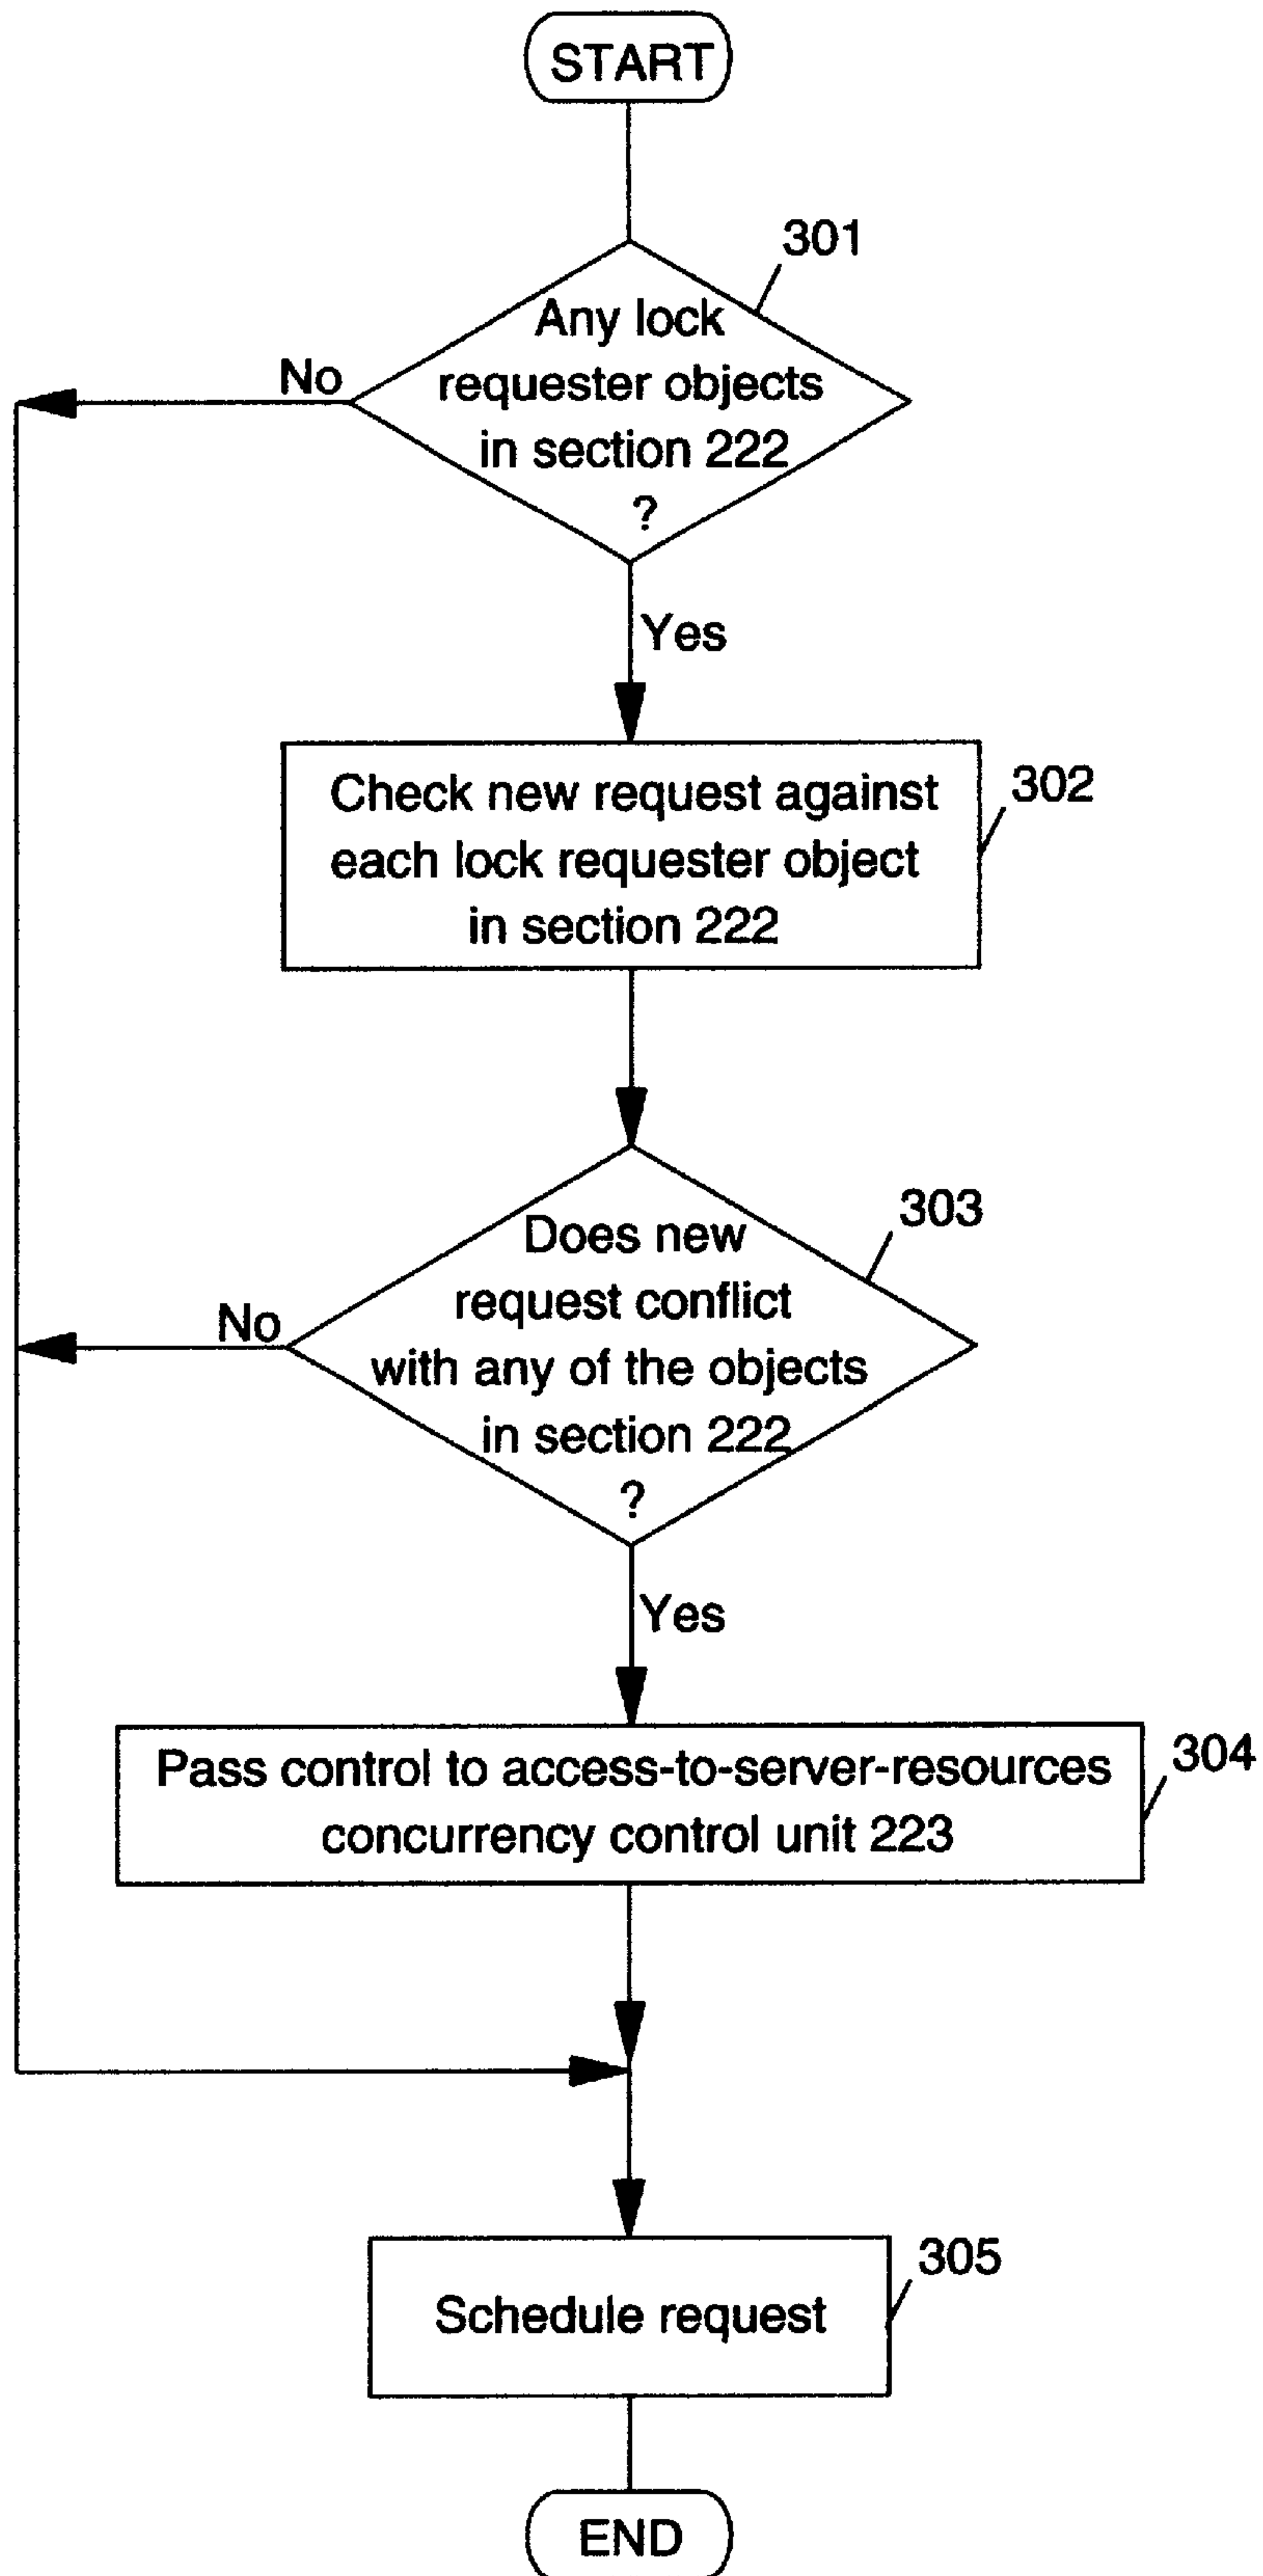 START
301
Any lock
requester objects
in section 222
?
No
Yes
302
Check new request against
each lock requester object
in section 222
303
Does new
request conflict
with any of the objects
in section 222
?
No
Yes
304
Pass control to access-to-server-resources
concurrency control unit 223
305
Schedule request
END